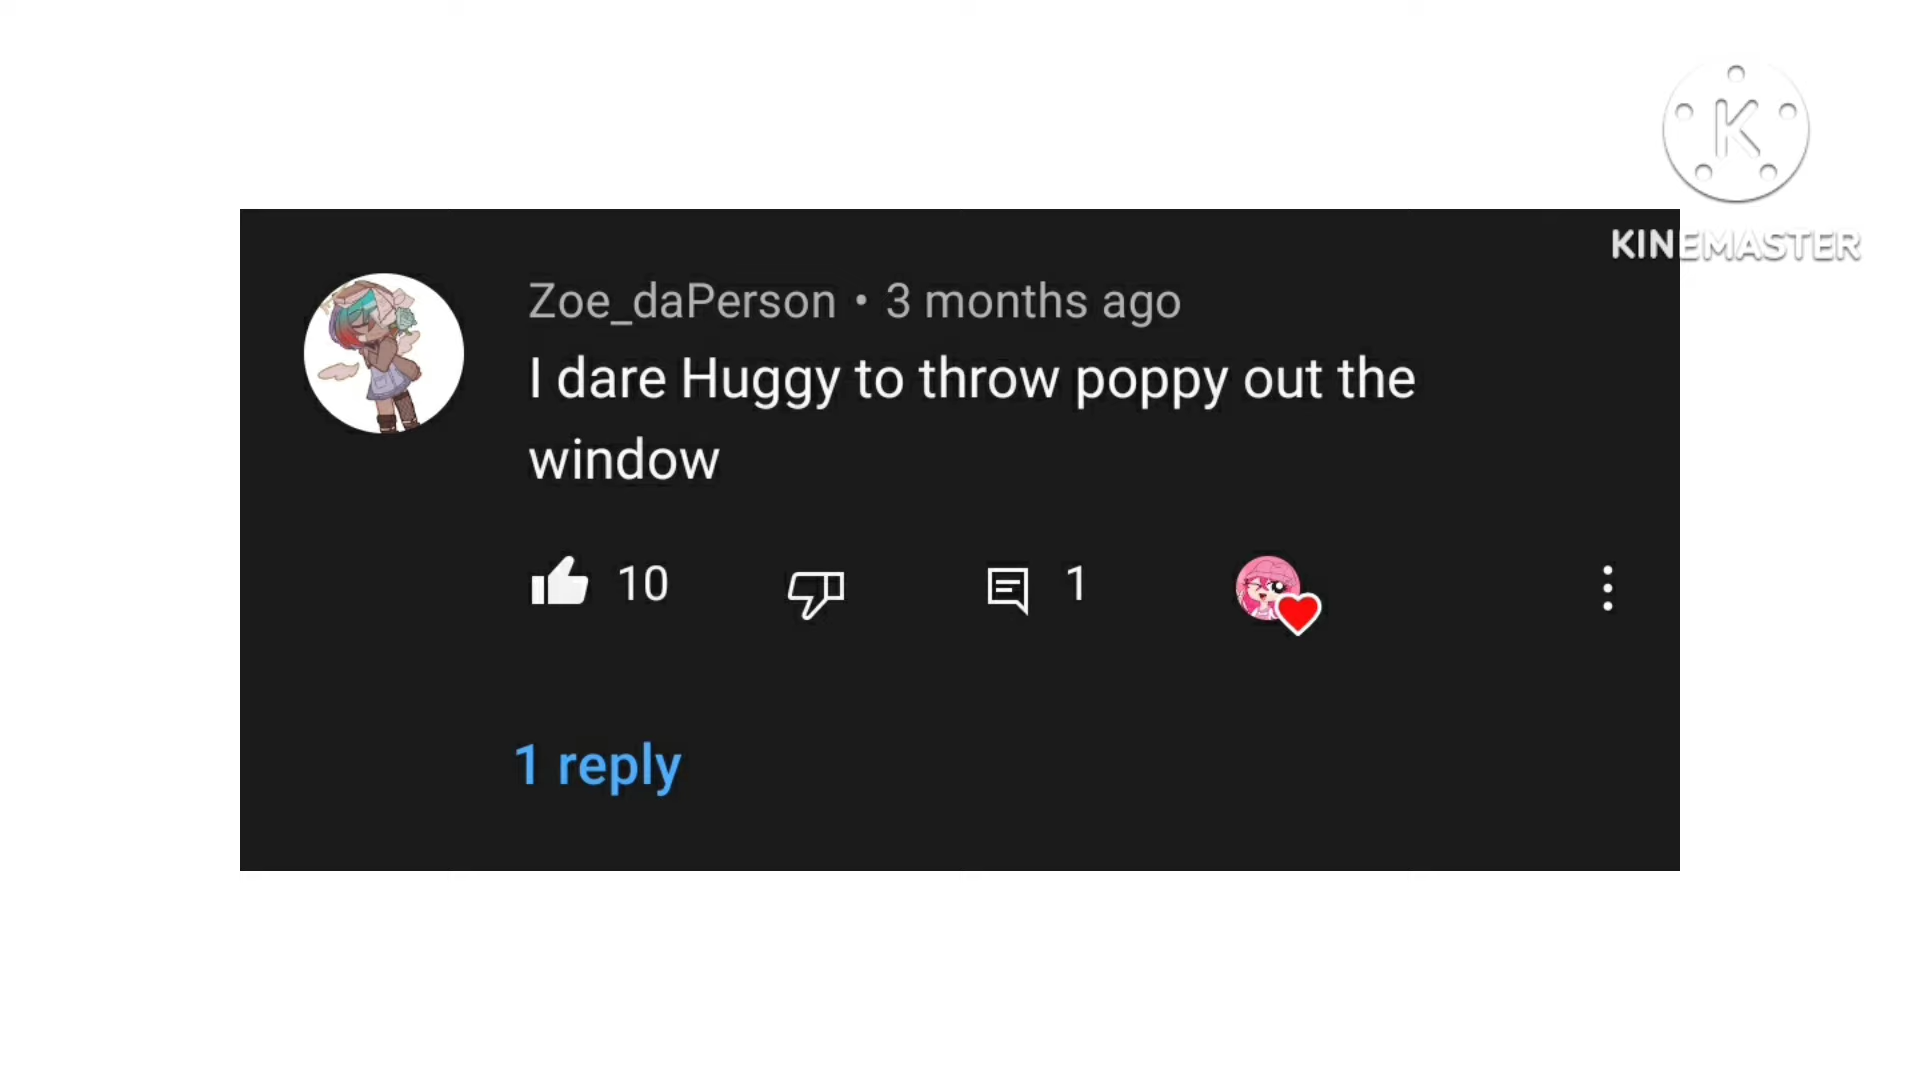 K
KINEMASTER
Zoe_daPerson • 3 months ago
I dare Huggy to throw poppy out the
window
10 1
1 reply